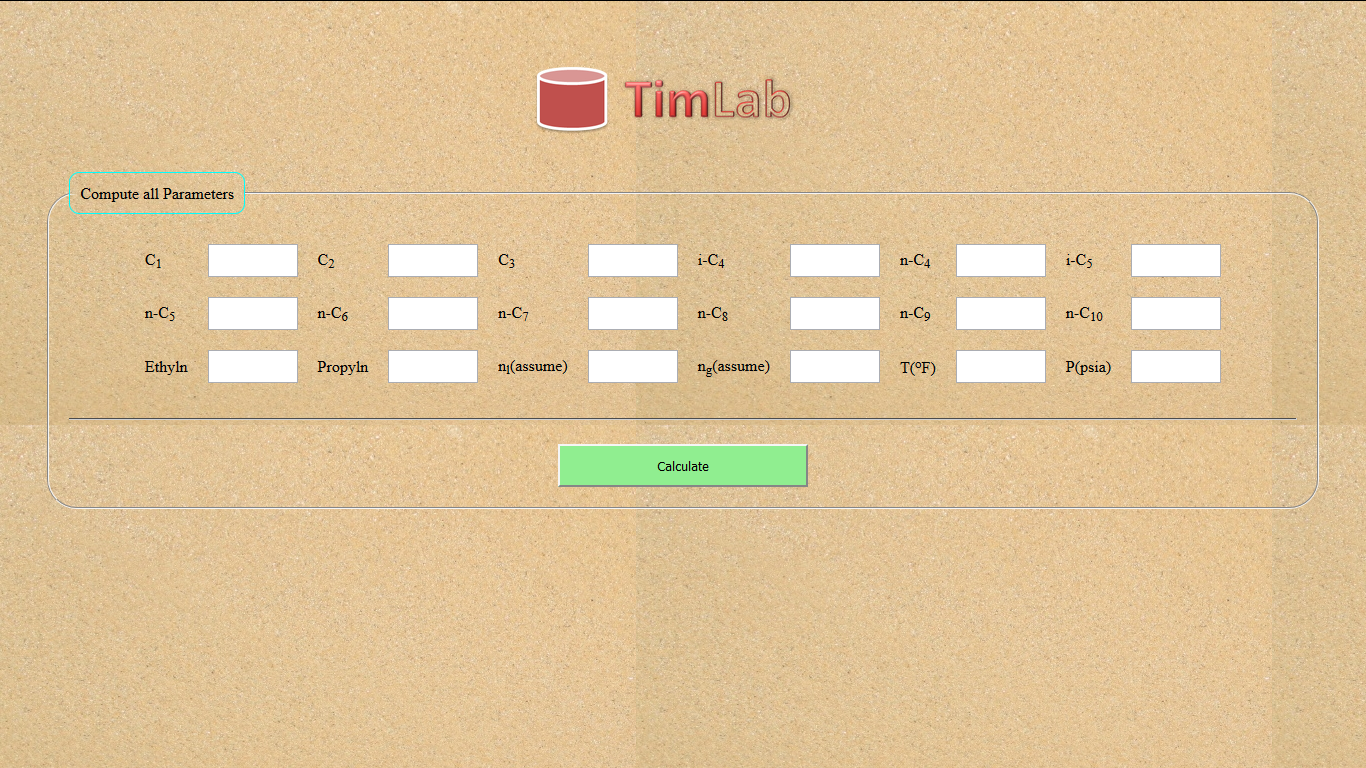 TimLab
Compute all Parameters
C₁ C₂ C₃ i-C₄ n-C₄ i-C₅
n-C₅ n-C₆ n-C₇ n-C₈ n-C₉ n-C₁₀
Ethyln Propyln nₗ(assume) n_g(assume) T(ºF) P(psia)
Calculate